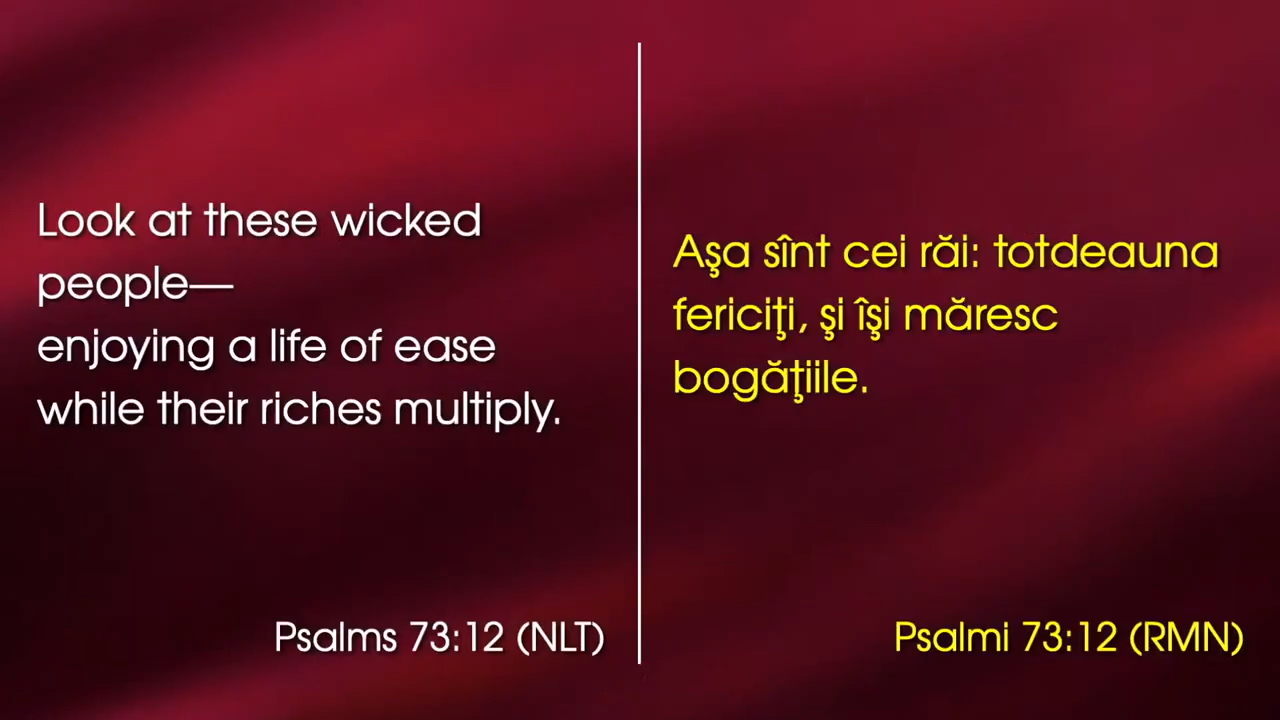 Look at these wicked
people—
enjoying a life of ease
while their riches multiply.
Psalms 73:12 (NLT)
Aşa sînt cei răi: totdeauna
fericiţi, şi îşi măresc
bogăţiile.
Psalmi 73:12 (RMN)